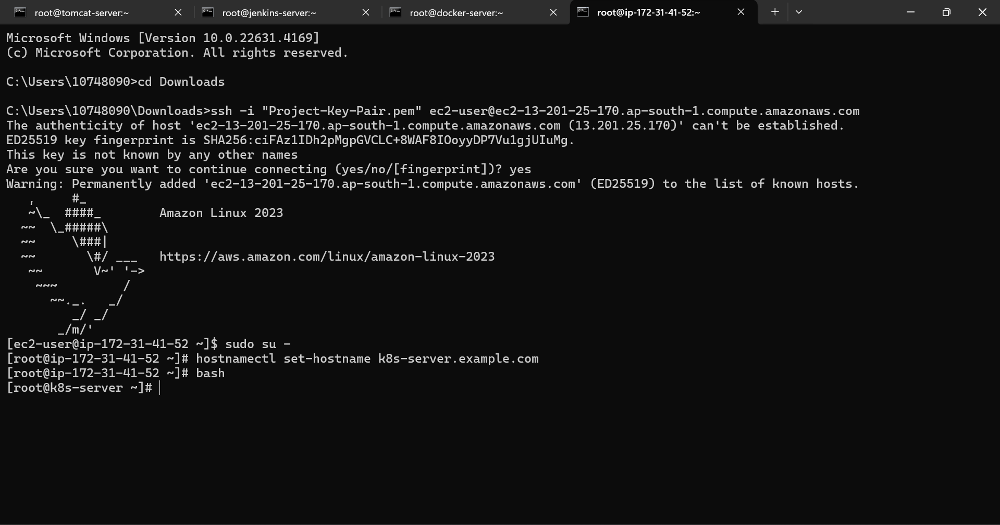 root@tomcat-server:~ root@jenkins-server:~ root@docker-server:~ root@ip-172-31-41-52:~
Microsoft Windows [Version 10.0.22631.4169]
(c) Microsoft Corporation. All rights reserved.
C:\Users\10748090>cd Downloads
C:\Users\10748090\Downloads>ssh -i "Project-Key-Pair.pem" ec2-user@ec2-13-201-25-170.ap-south-1.compute.amazonaws.com
The authenticity of host 'ec2-13-201-25-170.ap-south-1.compute.amazonaws.com (13.201.25.170)' can't be established.
ED25519 key fingerprint is SHA256:ciFAz1IDh2pMgpGVCLC+8WAF8IOoyyDP7Vu1gjUIuMg.
This key is not known by any other names
Are you sure you want to continue connecting (yes/no/[fingerprint])? yes
Warning: Permanently added 'ec2-13-201-25-170.ap-south-1.compute.amazonaws.com' (ED25519) to the list of known hosts.
   ,     #_
   ~\_  ####_        Amazon Linux 2023
  ~~  \_#####\
  ~~     \###|
  ~~       \#/ ___   https://aws.amazon.com/linux/amazon-linux-2023
   ~~       V~' '->
    ~~~         /
      ~~._.   _/
         _/ _/
       _/m/'
[ec2-user@ip-172-31-41-52 ~]$ sudo su -
[root@ip-172-31-41-52 ~]# hostnamectl set-hostname k8s-server.example.com
[root@ip-172-31-41-52 ~]# bash
[root@k8s-server ~]#